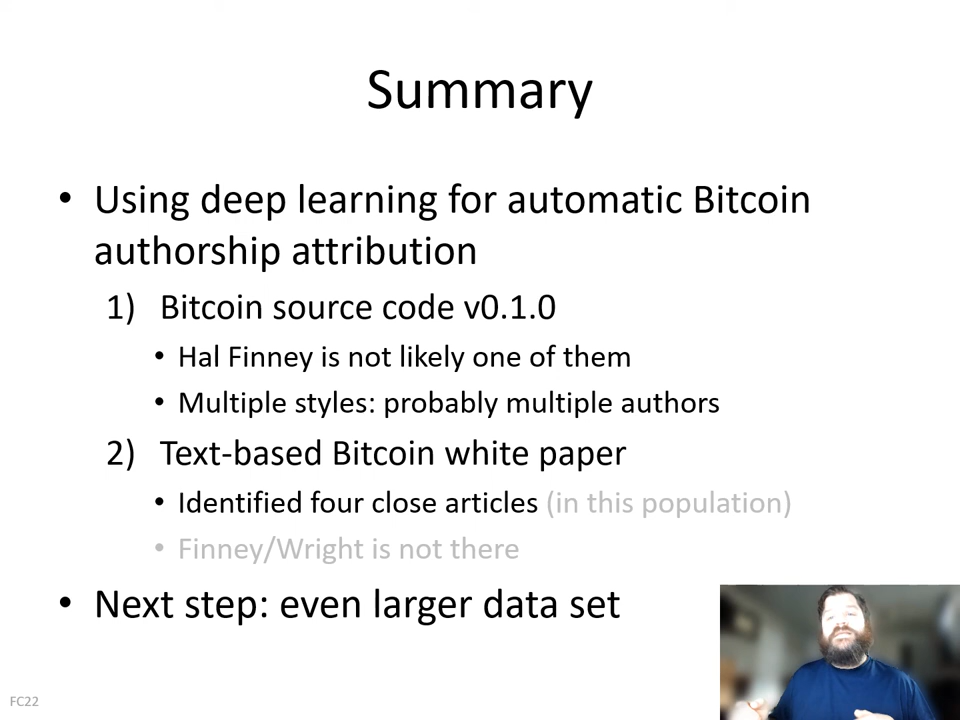 Summary
• Using deep learning for automatic Bitcoin
authorship attribution
1) Bitcoin source code v0.1.0
• Hal Finney is not likely one of them
• Multiple styles: probably multiple authors
2) Text-based Bitcoin white paper
• Identified four close articles (in this population)
• Finney/Wright is not there
• Next step: even larger data set
FC22